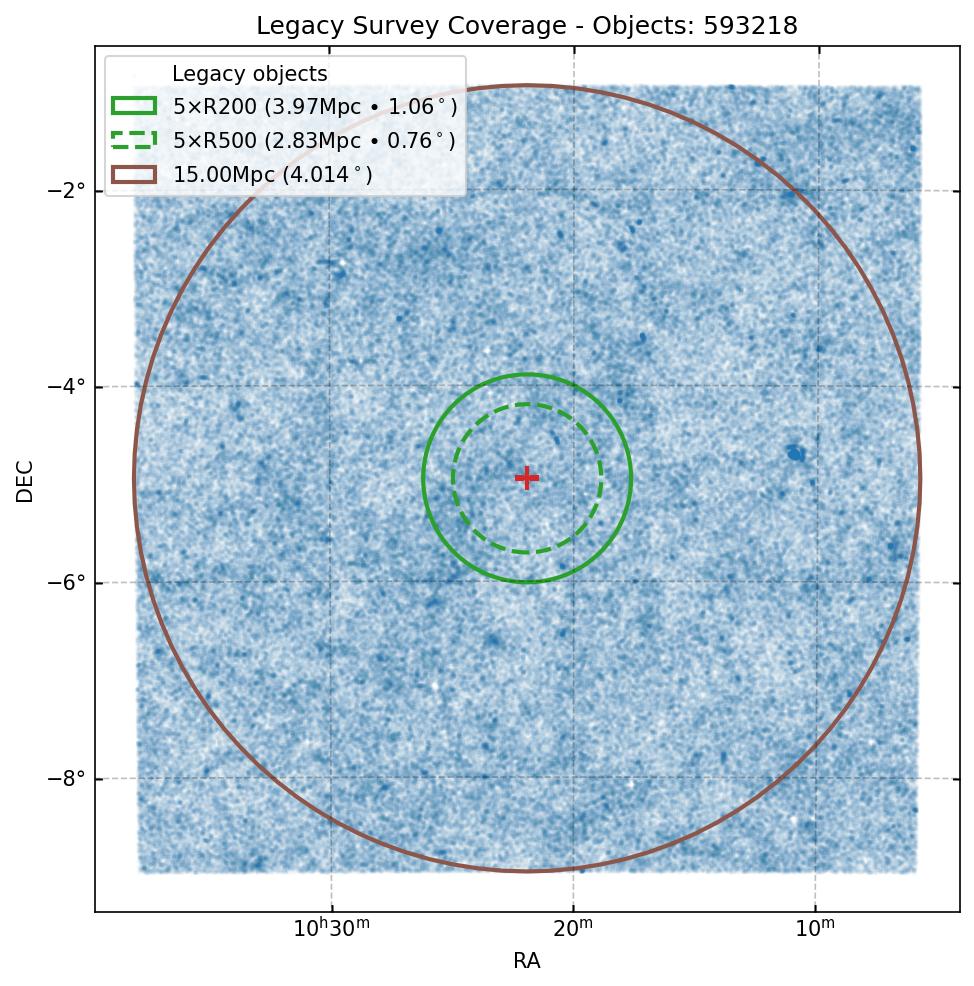 Legacy Survey Coverage - Objects: 593218
Legacy objects
5×R200 (3.97Mpc • 1.06°)
5×R500 (2.83Mpc • 0.76°)
15.00Mpc (4.014°)
−2°
−4°
−6°
−8°
DEC
10ʰ30ᵐ 20ᵐ 10ᵐ
RA